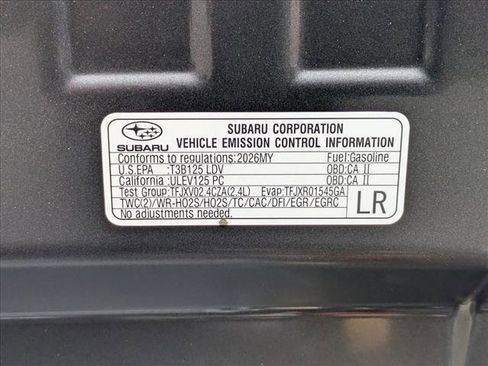 SUBARU
SUBARU CORPORATION
VEHICLE EMISSION CONTROL INFORMATION
Conforms to regulations:2026MY Fuel:Gasoline
U.S.EPA :T3B125 LDV OBD:CA II
California :ULEV125 PC OBD:CA II
Test Group:TFJXV02.4CZA(2.4L) Evap:TFJXR01545GA
TWC(2)/WR-HO2S/HO2S/TC/CAC/DFI/EGR/EGRC
No adjustments needed.
LR